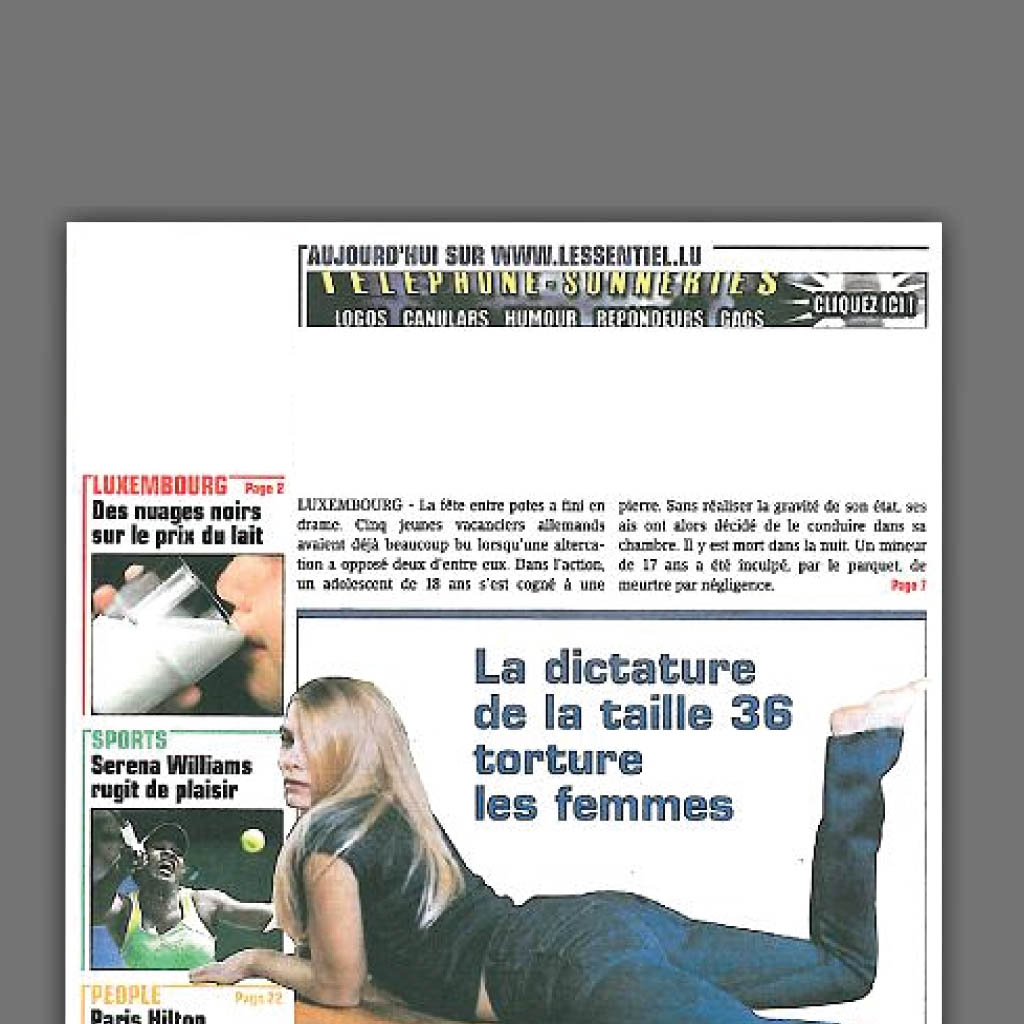 AUJOURD'HUI SUR WWW.LESSENTIEL.LU
TELEPHONE-SONNERIES
LOGOS CANULARS HUMOUR REPONDEURS GAGS
CLIQUEZ ICI !
LUXEMBOURG Page 2
Des nuages noirs
sur le prix du lait
LUXEMBOURG - La fête entre potes a fini en
drame. Cinq jeunes vacanciers allemands
avaient déjà beaucoup bu lorsqu'une alterca-
tion a opposé deux d'entre eux. Dans l'action,
un adolescent de 18 ans s'est cogné à une
pierre. Sans réaliser la gravité de son état, ses
ais ont alors décidé de le conduire dans sa
chambre. Il y est mort dans la nuit. Un mineur
de 17 ans a été inculpé, par le parquet, de
meurtre par négligence. Page 7
La dictature
de la taille 36
torture
les femmes
SPORTS
Serena Williams
rugit de plaisir
PEOPLE Page 22
Paris Hilton